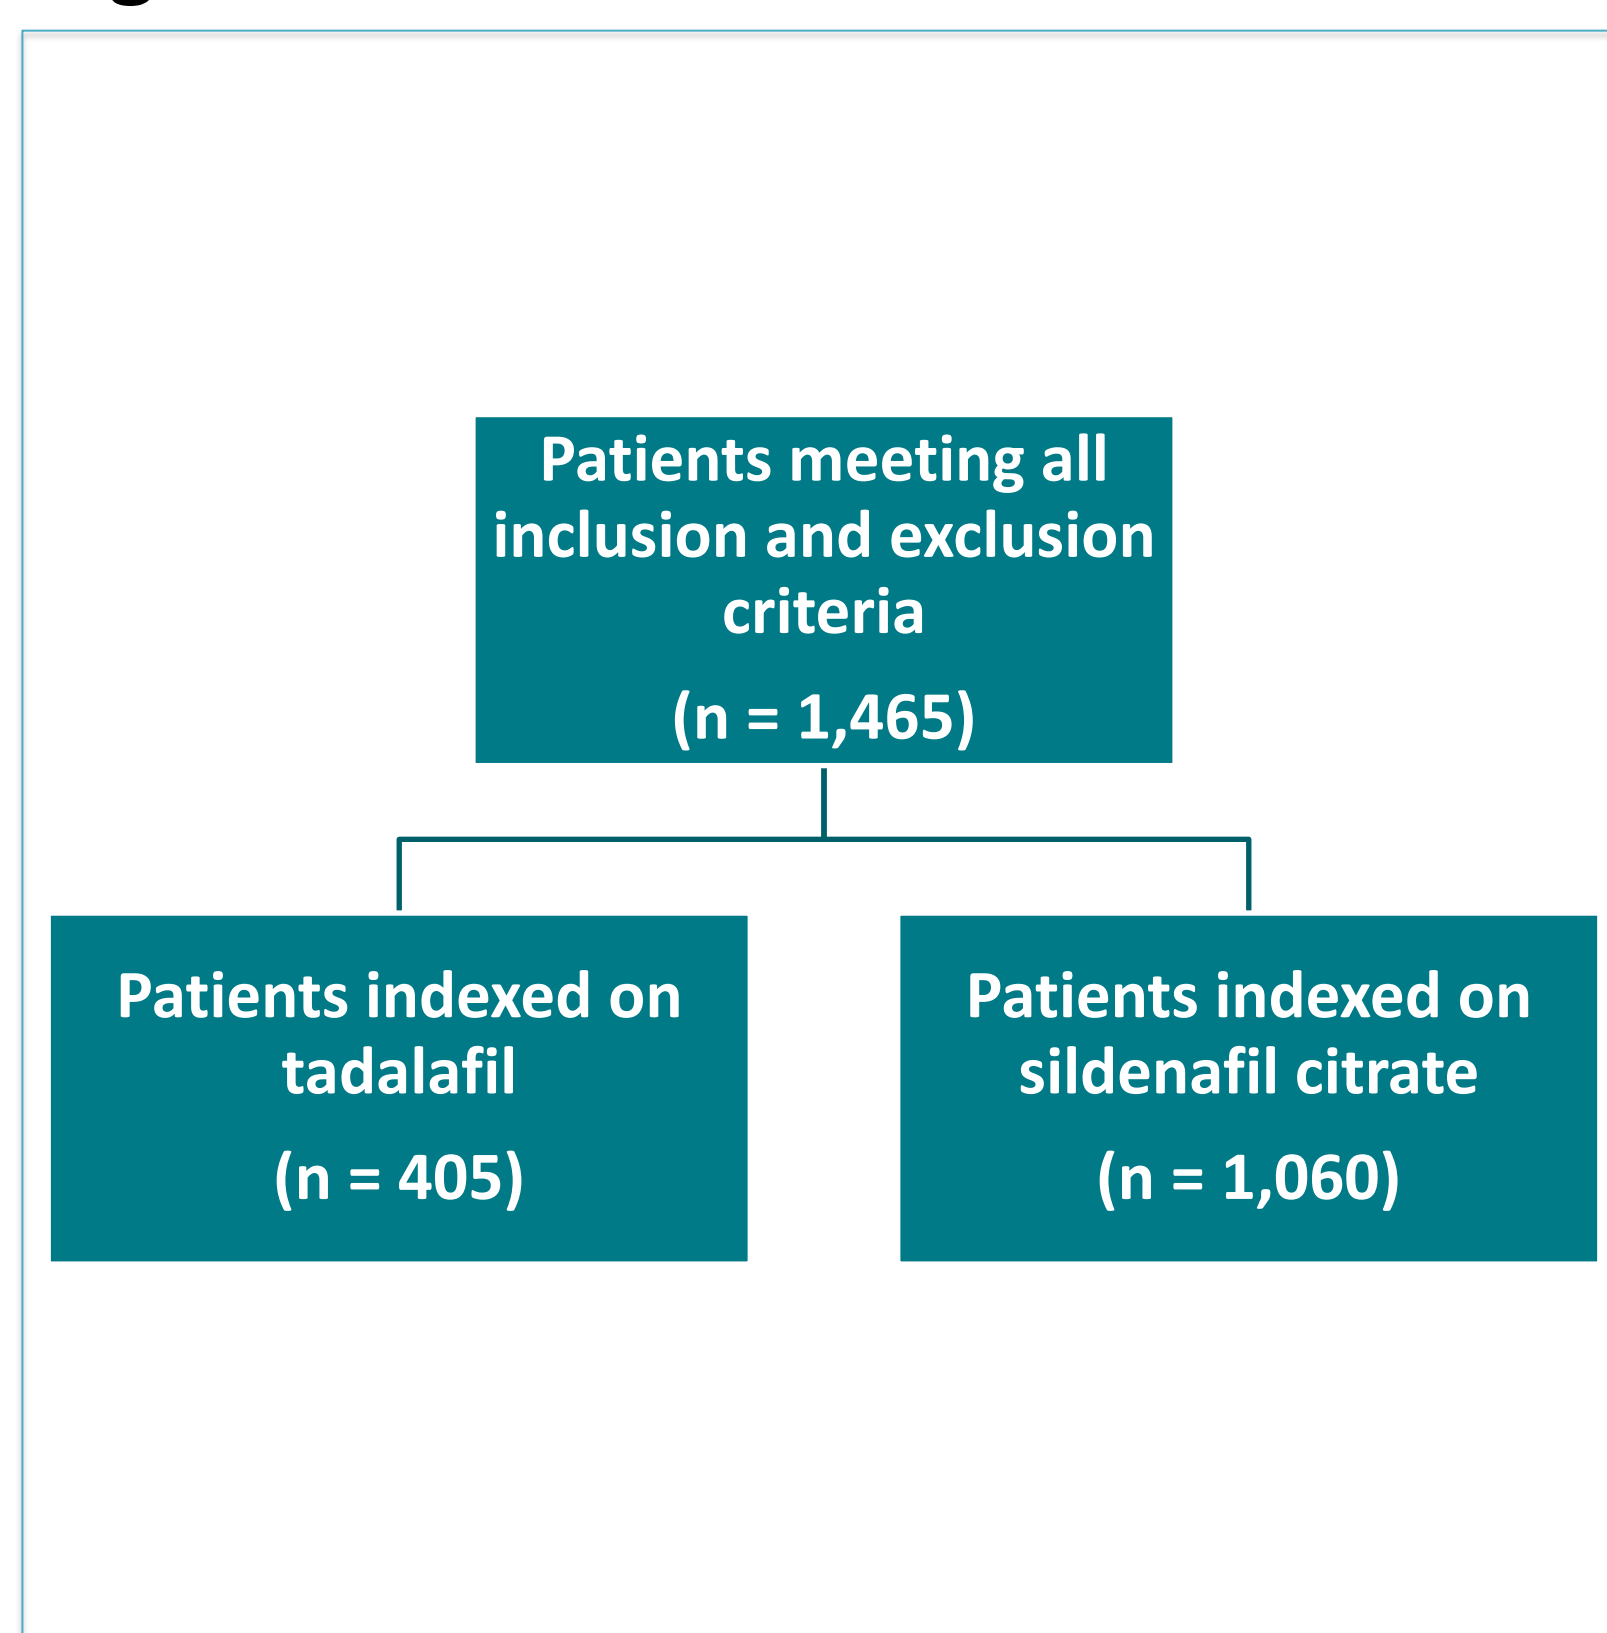 Patients meeting all
inclusion and exclusion
criteria
(n = 1,465)
Patients indexed on
tadalafil
(n = 405)
Patients indexed on
sildenafil citrate
(n = 1,060)